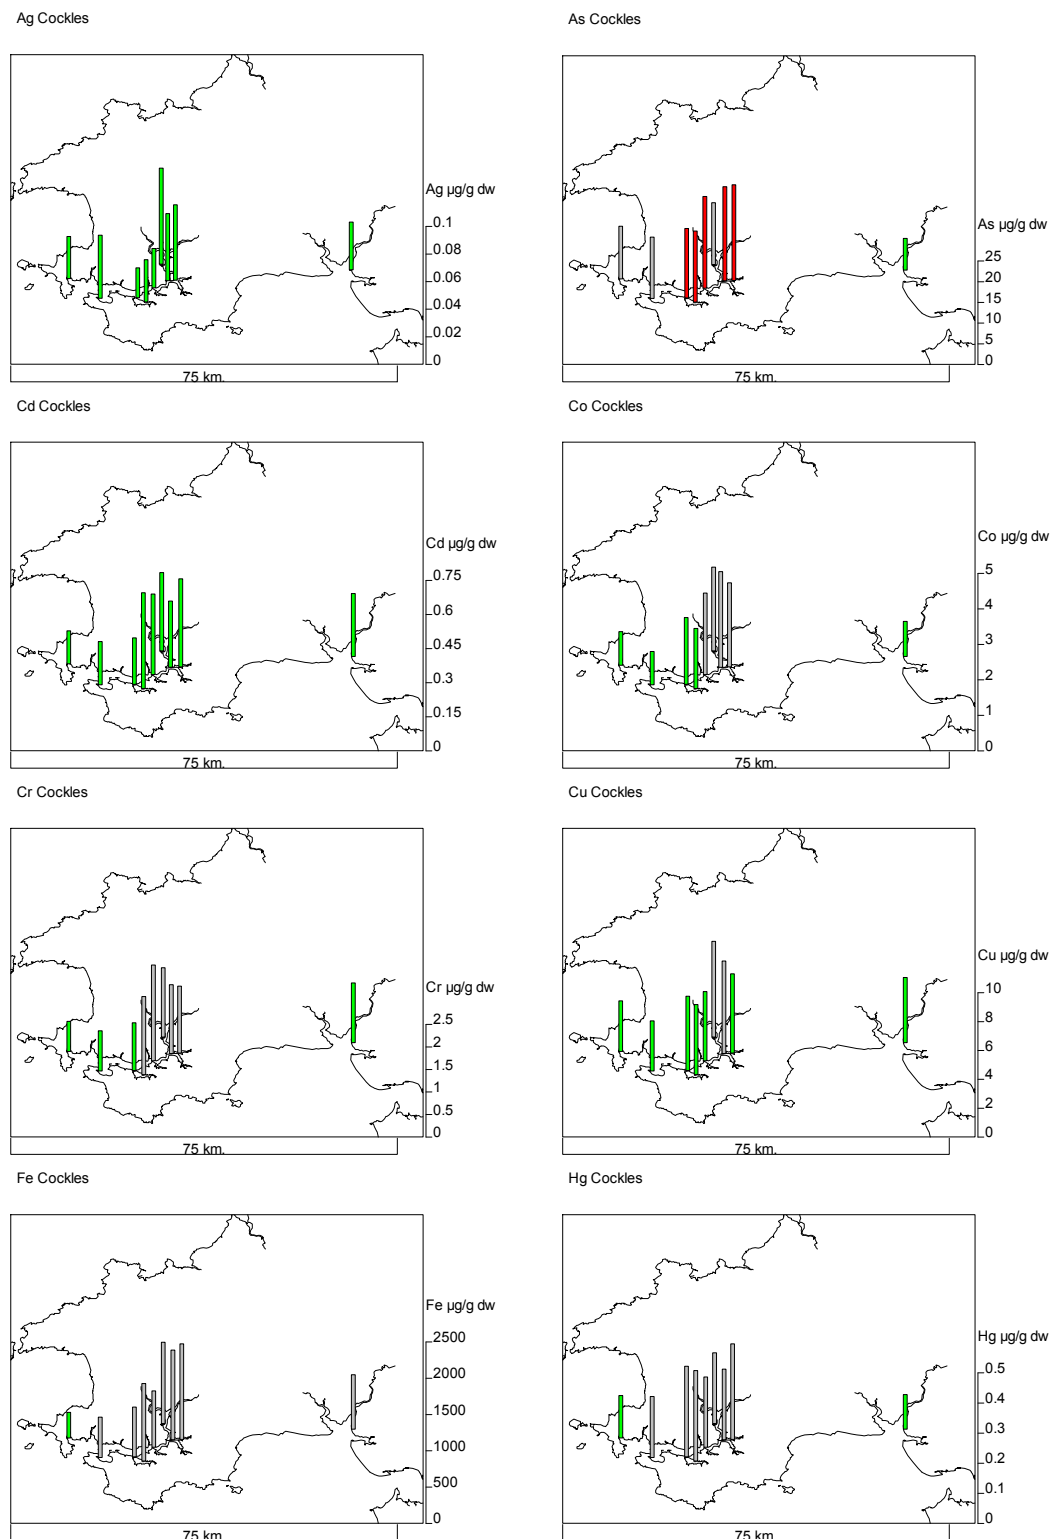 Ag Cockles
As Cockles
Ag µg/g dw
0.1
0.08
0.06
0.04
0.02
0
75 km.
As µg/g dw
25
20
15
10
5
0
75 km.
Cd Cockles
Co Cockles
Cd µg/g dw
0.75
0.6
0.45
0.3
0.15
0
75 km.
Co µg/g dw
5
4
3
2
1
0
75 km.
Cr Cockles
Cu Cockles
Cr µg/g dw
2.5
2
1.5
1
0.5
0
75 km.
Cu µg/g dw
10
8
6
4
2
0
75 km.
Fe Cockles
Hg Cockles
Fe µg/g dw
2500
2000
1500
1000
500
0
75 km.
Hg µg/g dw
0.5
0.4
0.3
0.2
0.1
0
75 km.